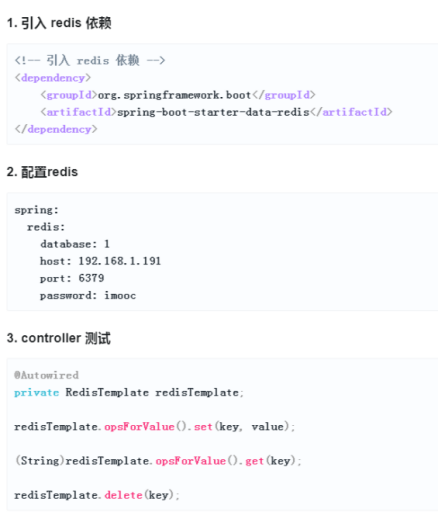 1. 引入 redis 依赖
<!-- 引入 redis 依赖 -->
<dependency>
    <groupId>org.springframework.boot</groupId>
    <artifactId>spring-boot-starter-data-redis</artifactId>
</dependency>
2. 配置redis
spring:
  redis:
    database: 1
    host: 192.168.1.191
    port: 6379
    password: imooc
3. controller 测试
@Autowired
private RedisTemplate redisTemplate;
redisTemplate.opsForValue().set(key, value);
(String)redisTemplate.opsForValue().get(key);
redisTemplate.delete(key);